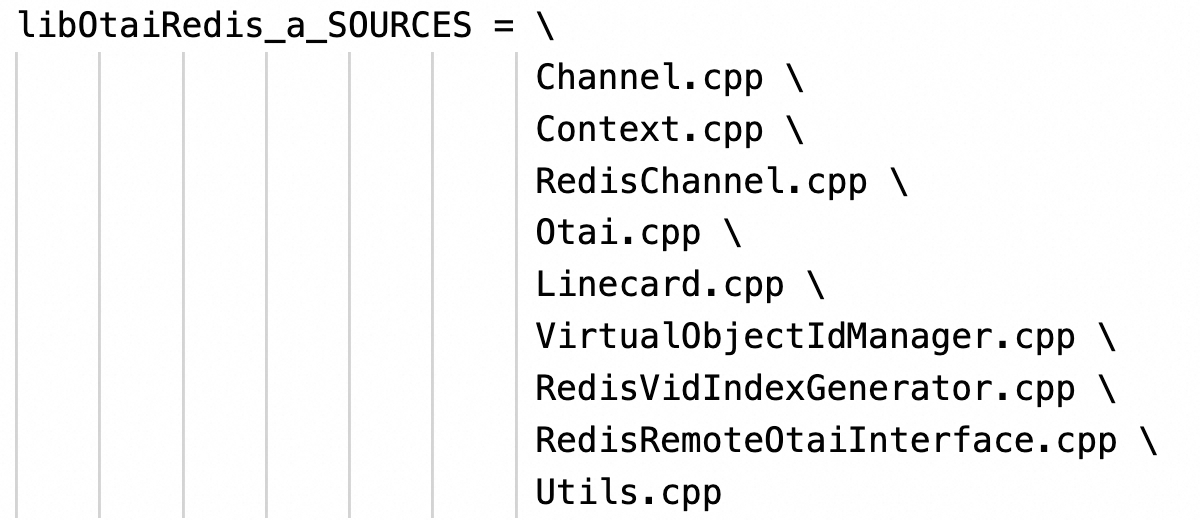 libOtaiRedis_a_SOURCES = \
Channel.cpp \
Context.cpp \
RedisChannel.cpp \
Otai.cpp \
Linecard.cpp \
VirtualObjectIdManager.cpp \
RedisVidIndexGenerator.cpp \
RedisRemoteOtaiInterface.cpp \
Utils.cpp